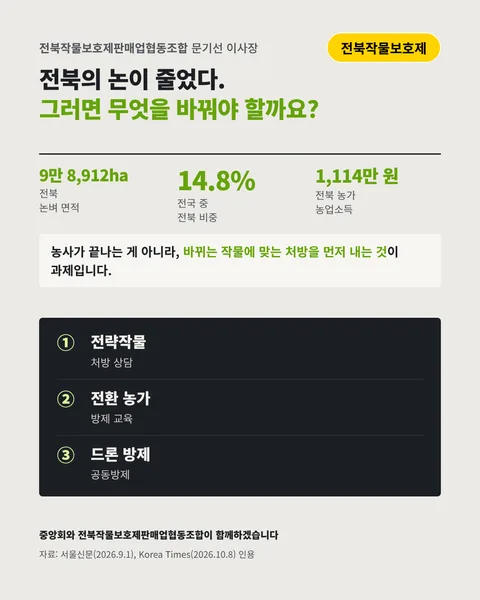 전북작물보호제판매업협동조합 문기선 이사장
전북작물보호제
전북의 논이 줄었다.
그러면 무엇을 바꿔야 할까요?
9만 8,912ha
전북
논벼 면적
14.8%
전국 중
전북 비중
1,114만 원
전북 농가
농업소득
농사가 끝나는 게 아니라, 바뀌는 작물에 맞는 처방을 먼저 내는 것이
과제입니다.
① 전략작물
처방 상담
② 전환 농가
방제 교육
③ 드론 방제
공동방제
중앙회와 전북작물보호제판매업협동조합이 함께하겠습니다
자료: 서울신문(2026.9.1), Korea Times(2026.10.8) 인용